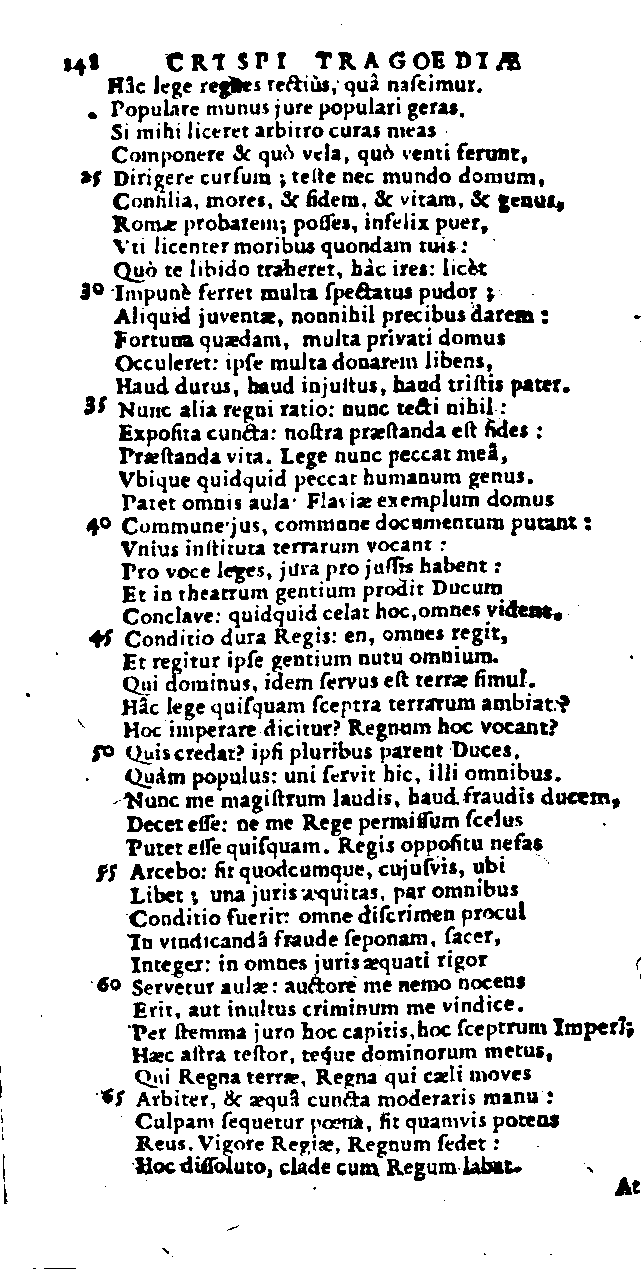 148 CRISPI TRAGOEDIÆ
Hâc lege reges rectiùs, quâ naſcimur.
Populare munus jure populari geras.
Si mihi liceret arbitro curas meas
Componere & quò vela, quò venti ferunt,
25 Dirigere curſum ; teſte nec mundo domum,
Conſilia, mores, & fidem, & vitam, & genus,
Romæ probarem; poſſes, infelix puer,
Vti licenter moribus quondam tuis :
Quò te libido traheret, hàc ires: licèt
30 Impunè ferret multa ſpectatus pudor ;
Aliquid juventæ, nonnihil precibus darem :
Fortuna quædam, multa privati domus
Occuleret: ipſe multa donarem libens,
Haud durus, haud injuſtus, haud triſtis pater.
35 Nunc alia regni ratio: nunc tecti nihil :
Expoſita cuncta: noſtra præſtanda eſt fides :
Præſtanda vita. Lege nunc peccat meâ,
Vbique quidquid peccat humanum genus.
Patet omnis aula· Flaviæ exemplum domus
40 Commune jus, commune documentum putant :
Vnius inſtituta terrarum vocant :
Pro voce leges, jura pro juſſis habent :
Et in theatrum gentium prodit Ducum
Conclave: quidquid celat hoc, omnes vident.
45 Conditio dura Regis: en, omnes regit,
Et regitur ipſe gentium nutu omnium.
Qui dominus, idem ſervus eſt terræ ſimul.
Hâc lege quiſquam ſceptra terrarum ambiat?
Hoc imperare dicitur? Regnum hoc vocant?
50 Quis credat? ipſi pluribus parent Duces,
Quàm populus: uni ſervit hic, illi omnibus.
Nunc me magiſtrum laudis, haud fraudis ducem,
Decet eſſe: ne me Rege permiſſum ſcelus
Putet eſſe quiſquam. Regis oppoſitu nefas
55 Arcebo: ſit quodcumque, cujuſvis, ubi
Libet ; una juris æquitas, par omnibus
Conditio fuerit: omne diſcrimen procul
In vindicandâ fraude ſeponam, ſacer,
Integer: in omnes juris æquati rigor
60 Servetur aulæ: auctore me nemo nocens
Erit, aut inultus criminum me vindice.
Per ſtemma juro hoc capitis, hoc ſceptrum Imperî;
Hæc aſtra teſtor, teque dominorum metus,
Qui Regna terræ, Regna qui cæli moves
65 Arbiter, & æquâ cuncta moderaris manu :
Culpam ſequetur pœna, ſit quamvis potens
Reus. Vigore Regiæ, Regnum ſedet :
Hoc diſſoluto, clade cum Regum labat.
At